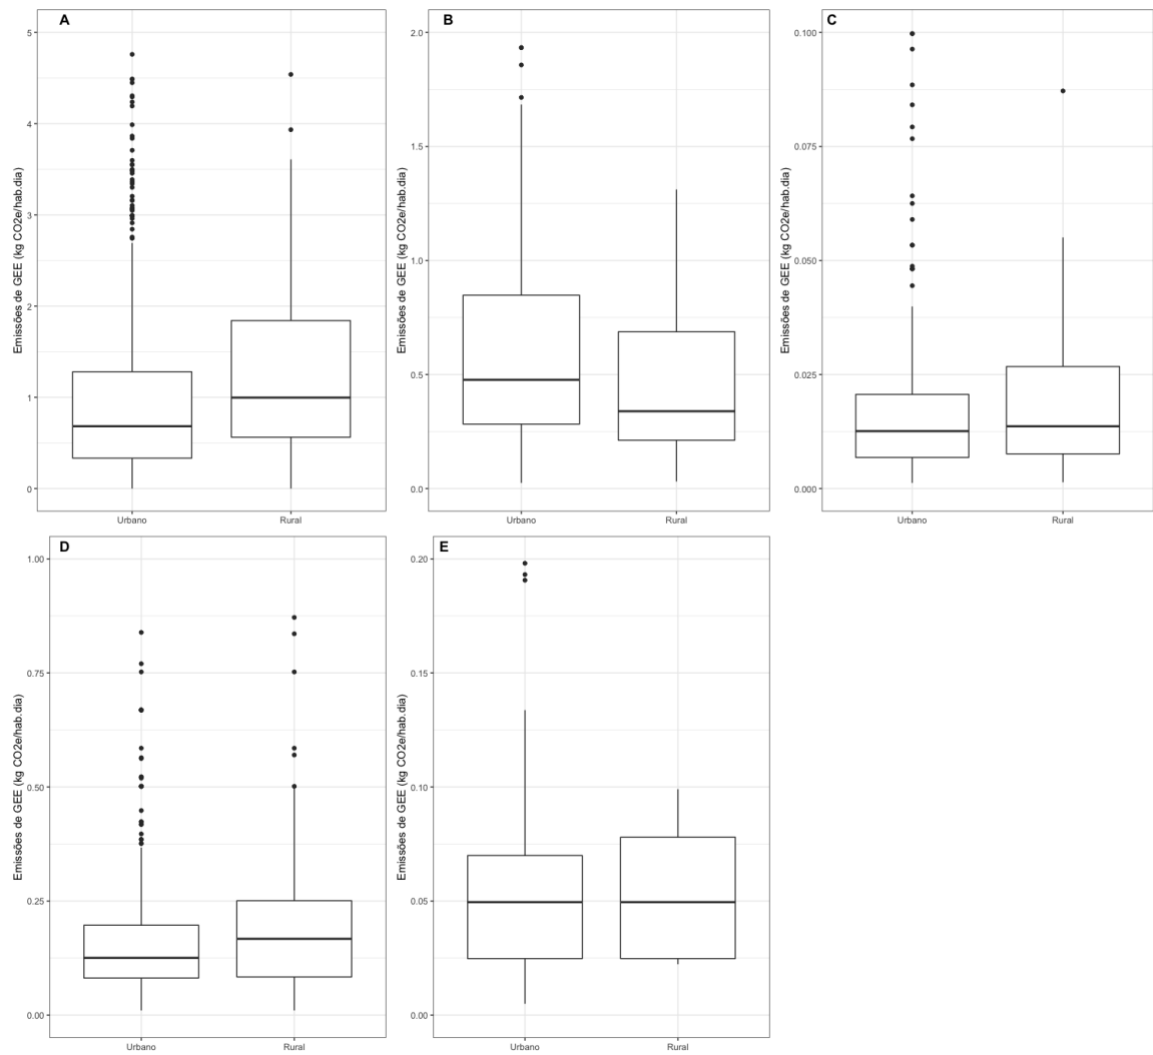 A
Emissões de GEE (kg CO2e/hab.dia)
5
4
3
2
1
0
Urbano
Rural
B
Emissões de GEE (kg CO2e/hab.dia)
2.0
1.5
1.0
0.5
0.0
Urbano
Rural
C
Emissões de GEE (kg CO2e/hab.dia)
0.100
0.075
0.050
0.025
0.000
Urbano
Rural
D
Emissões de GEE (kg CO2e/hab.dia)
1.00
0.75
0.50
0.25
0.00
Urbano
Rural
E
Emissões de GEE (kg CO2e/hab.dia)
0.20
0.15
0.10
0.05
0.00
Urbano
Rural